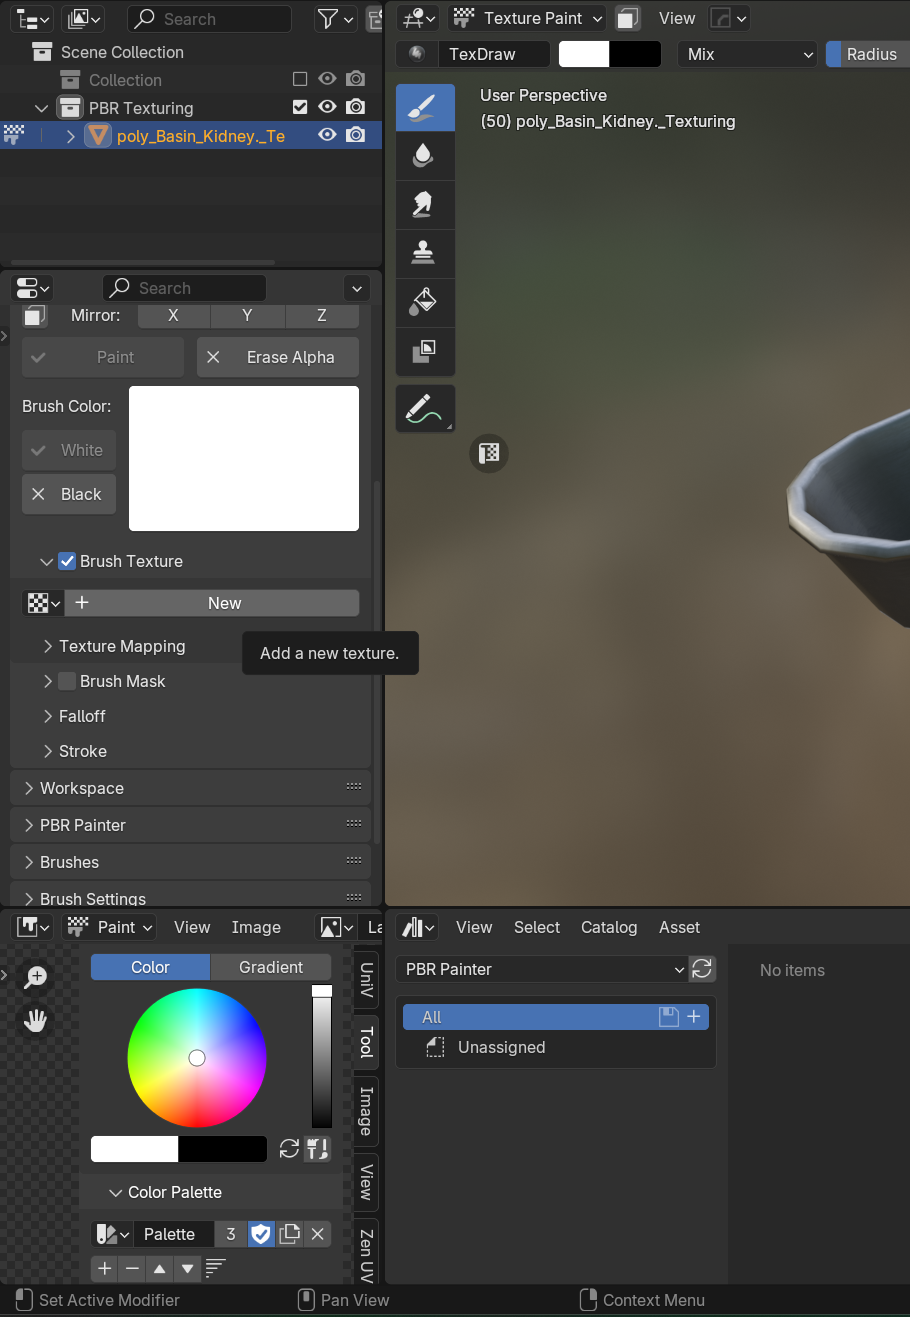 Search
Scene Collection
Collection
PBR Texturing
poly_Basin_Kidney._Te
Texture Paint
View
TexDraw
Mix
Radius
User Perspective
(50) poly_Basin_Kidney._Texturing
Search
Mirror:
X
Y
Z
Paint
Erase Alpha
Brush Color:
White
Black
Brush Texture
New
Add a new texture.
Texture Mapping
Brush Mask
Falloff
Stroke
Workspace
PBR Painter
Brushes
Brush Settings
Paint
View
Image
La
Color
Gradient
UniV
Tool
Image
View
Zen UV
Color Palette
Palette
3
View
Select
Catalog
Asset
PBR Painter
No items
All
Unassigned
Set Active Modifier
Pan View
Context Menu